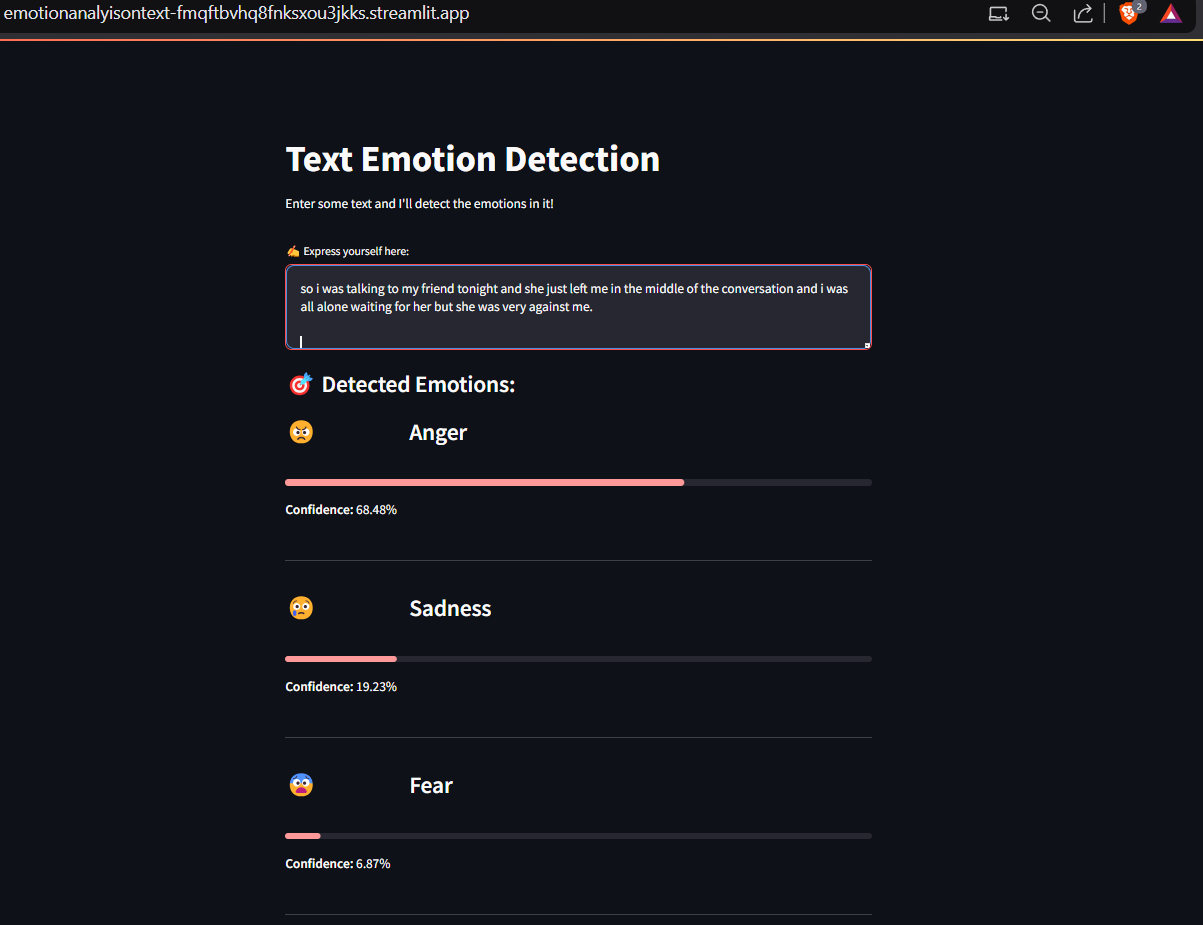 emotionanalyisontext-fmqftbvhq8fnksxou3jkks.streamlit.app
2
Text Emotion Detection
Enter some text and I'll detect the emotions in it!
✍️ Express yourself here:
so i was talking to my friend tonight and she just left me in the middle of the conversation and i was
all alone waiting for her but she was very against me.
🎯 Detected Emotions:
😠 Anger
Confidence: 68.48%
😢 Sadness
Confidence: 19.23%
😨 Fear
Confidence: 6.87%